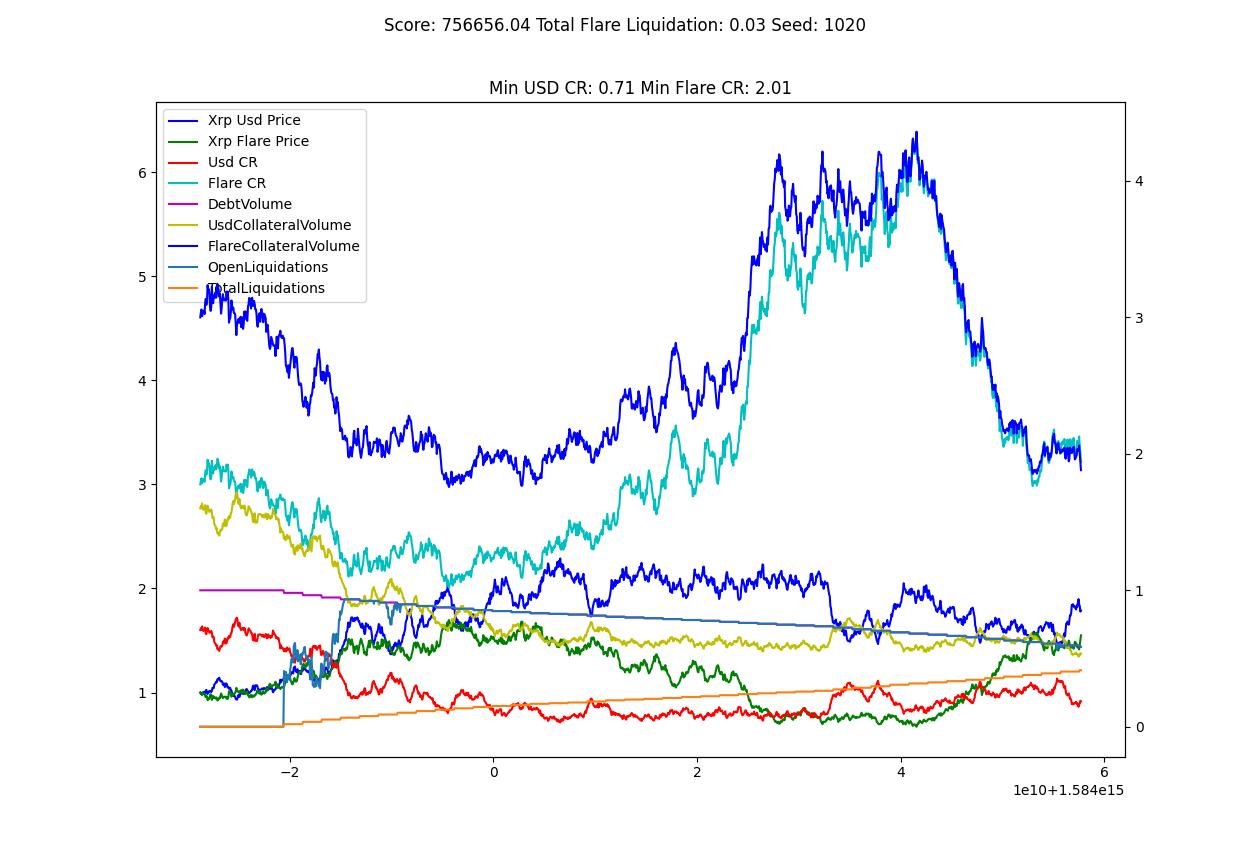 Score: 756656.04 Total Flare Liquidation: 0.03 Seed: 1020
Min USD CR: 0.71 Min Flare CR: 2.01
Xrp Usd Price
Xrp Flare Price
Usd CR
Flare CR
DebtVolume
UsdCollateralVolume
FlareCollateralVolume
OpenLiquidations
TotalLiquidations
6
5
4
3
2
1
4
3
2
1
0
−2
0
2
4
6
1e10+1.584e15